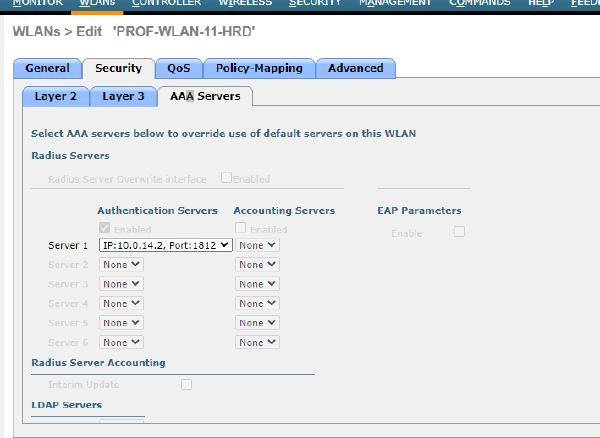 MONITOR WLANs CONTROLLER WIRELESS SECURITY MANAGEMENT COMMANDS HELP FEED
WLANs > Edit 'PROF-WLAN-11-HRD'
General Security QoS Policy-Mapping Advanced
Layer 2 Layer 3 AAA Servers
Select AAA servers below to override use of default servers on this WLAN
Radius Servers
Radius Server Overwrite interface Enabled
Authentication Servers Accounting Servers EAP Parameters
Enabled Enabled Enable
Server 1 IP:10.0.14.2, Port:1812 None
Server 2 None None
Server 3 None None
Server 4 None None
Server 5 None None
Server 6 None None
Radius Server Accounting
Interim Update
LDAP Servers